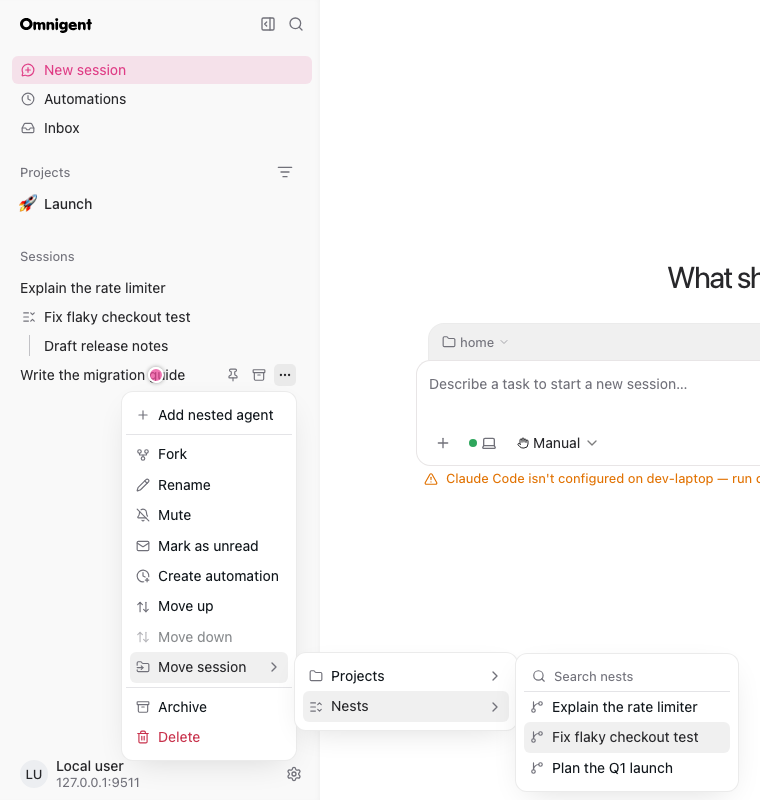 Omnigent
New session
Automations
Inbox
Projects
Launch
Sessions
Explain the rate limiter
Fix flaky checkout test
Draft release notes
Write the migration guide
Add nested agent
Fork
Rename
Mute
Mark as unread
Create automation
Move up
Move down
Move session
Archive
Delete
LU
Local user
127.0.0.1:9511
Projects
Nests
Search nests
Explain the rate limiter
Fix flaky checkout test
Plan the Q1 launch
What sh
home
Describe a task to start a new session...
Manual
Claude Code isn't configured on dev-laptop — run